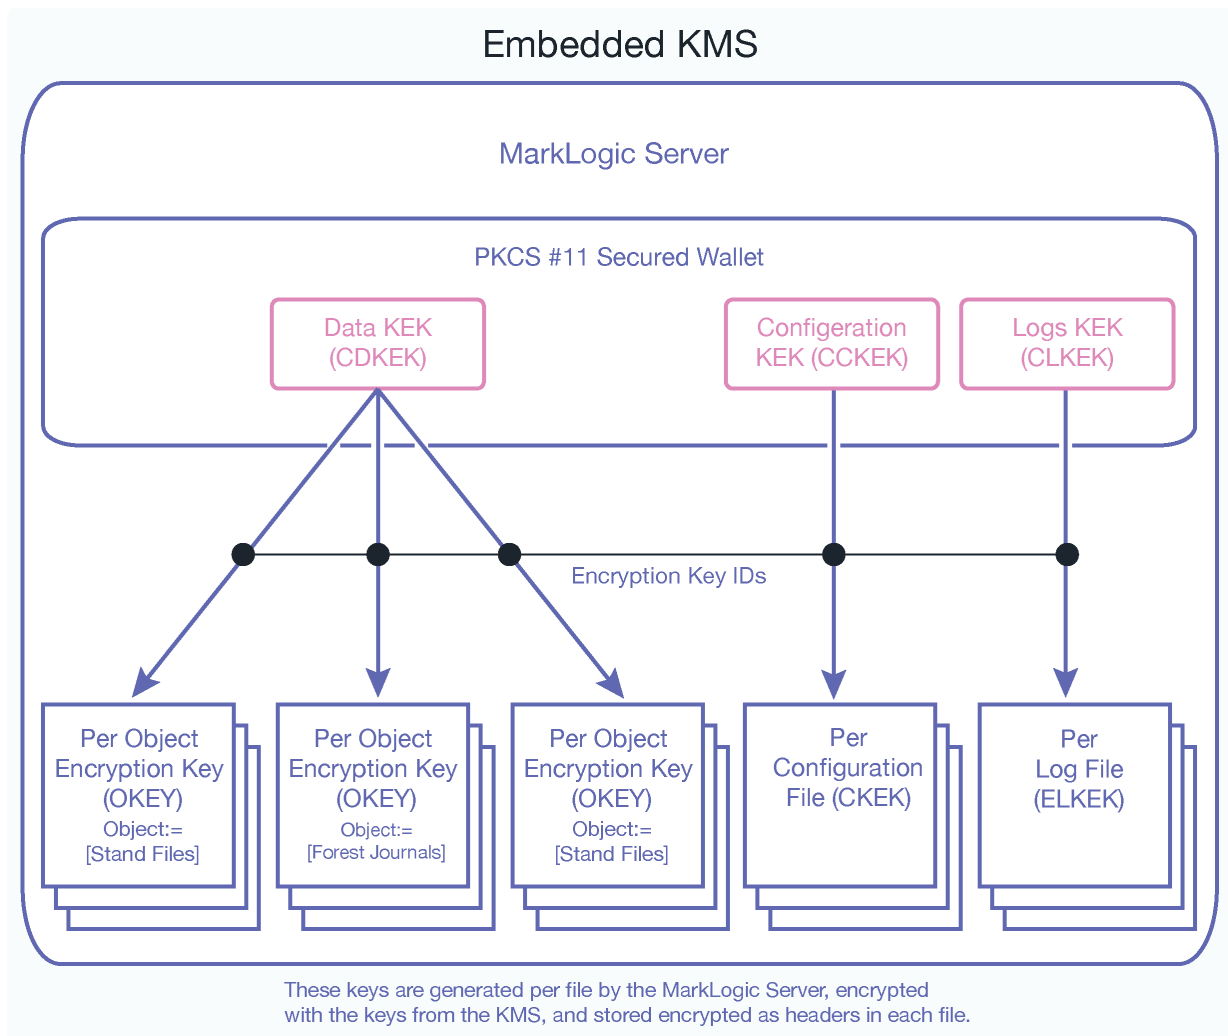 Embedded KMS
MarkLogic Server
PKCS #11 Secured Wallet
Data KEK
(CDKEK)
Configeration
KEK (CCKEK)
Logs KEK
(CLKEK)
Encryption Key IDs
Per Object
Encryption Key
(OKEY)
Object:=
[Stand Files]
Per Object
Encryption Key
(OKEY)
Object:=
[Forest Journals]
Per Object
Encryption Key
(OKEY)
Object:=
[Stand Files]
Per
Configuration
File (CKEK)
Per
Log File
(ELKEK)
These keys are generated per file by the MarkLogic Server, encrypted
with the keys from the KMS, and stored encrypted as headers in each file.